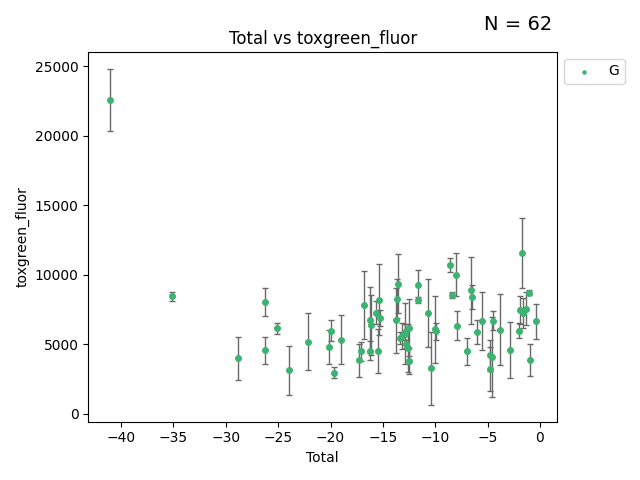 N = 62
Total vs toxgreen_fluor
G
toxgreen_fluor
25000
20000
15000
10000
5000
0
−40 −35 −30 −25 −20 −15 −10 −5 0
Total